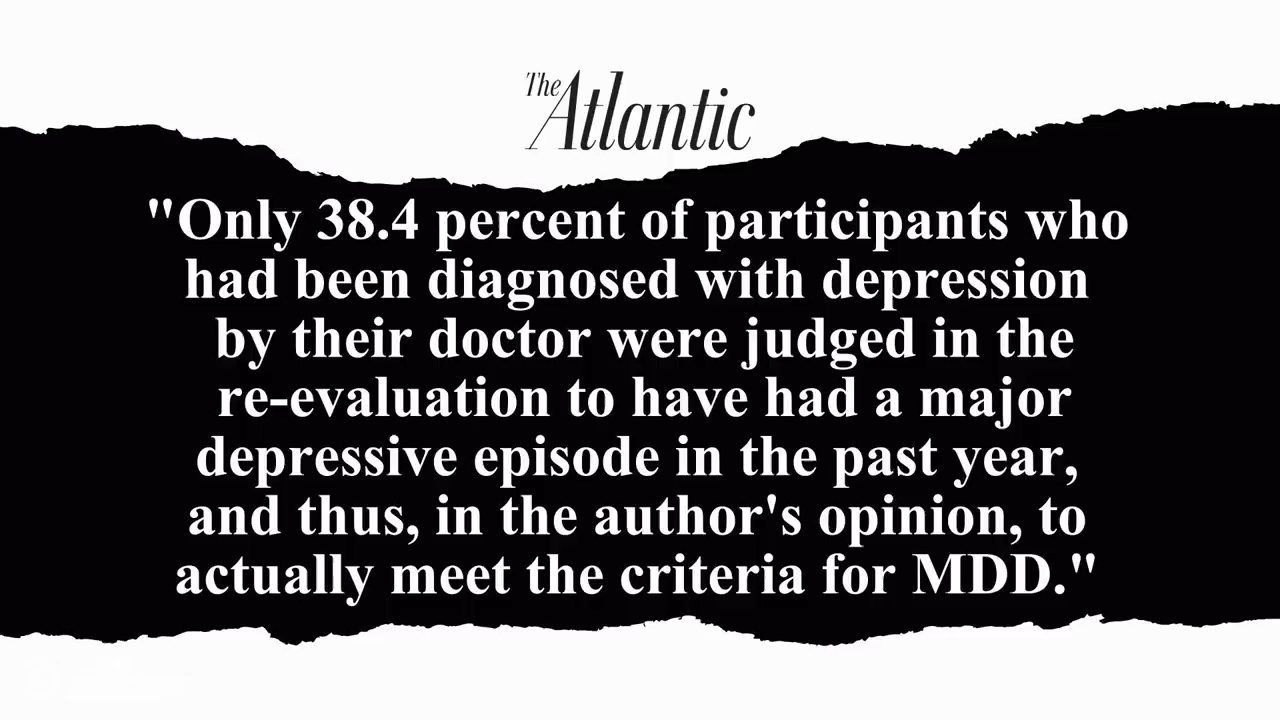 The Atlantic
"Only 38.4 percent of participants who
had been diagnosed with depression
by their doctor were judged in the
re-evaluation to have had a major
depressive episode in the past year,
and thus, in the author's opinion, to
actually meet the criteria for MDD."